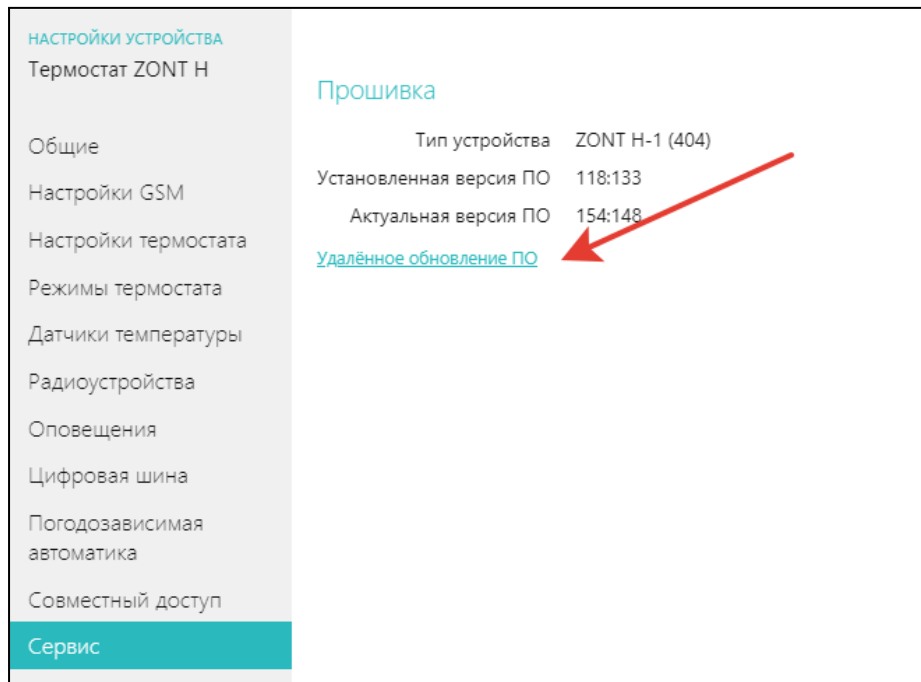 НАСТРОЙКИ УСТРОЙСТВА
Термостат ZONT H
Общие
Настройки GSM
Настройки термостата
Режимы термостата
Датчики температуры
Радиоустройства
Оповещения
Цифровая шина
Погодозависимая
автоматика
Совместный доступ
Сервис
Прошивка
Тип устройства ZONT H-1 (404)
Установленная версия ПО 118:133
Актуальная версия ПО 154:148
Удалённое обновление ПО